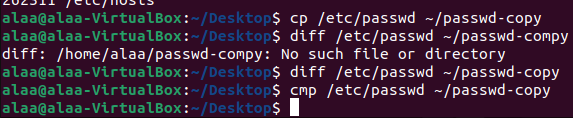 262311 /etc/hosts
alaa@alaa-VirtualBox:~/Desktop$ cp /etc/passwd ~/passwd-copy
alaa@alaa-VirtualBox:~/Desktop$ diff /etc/passwd ~/passwd-compy
diff: /home/alaa/passwd-compy: No such file or directory
alaa@alaa-VirtualBox:~/Desktop$ diff /etc/passwd ~/passwd-copy
alaa@alaa-VirtualBox:~/Desktop$ cmp /etc/passwd ~/passwd-copy
alaa@alaa-VirtualBox:~/Desktop$